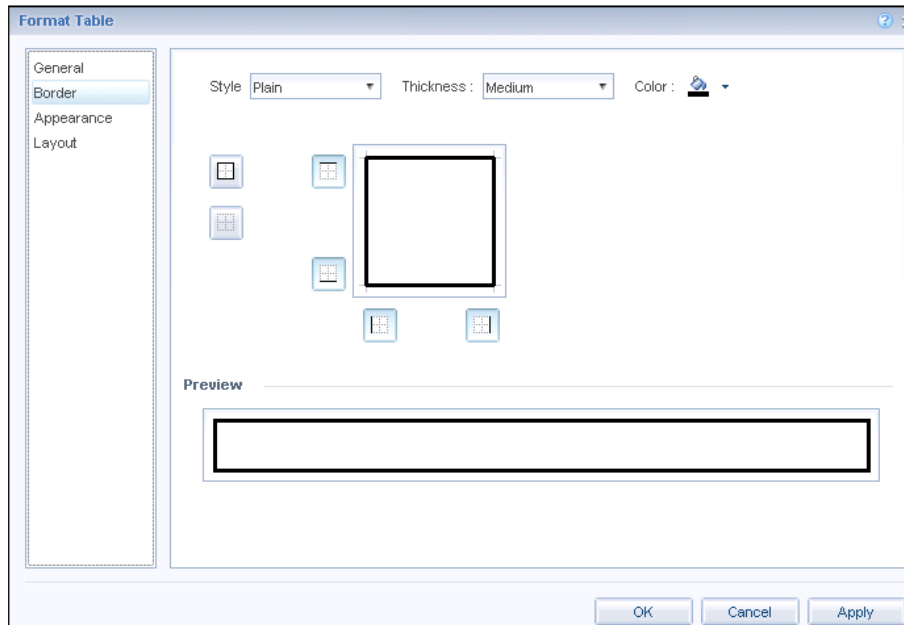 Format Table
General
Border
Appearance
Layout
Style Plain Thickness : Medium Color :
Preview
OK Cancel Apply